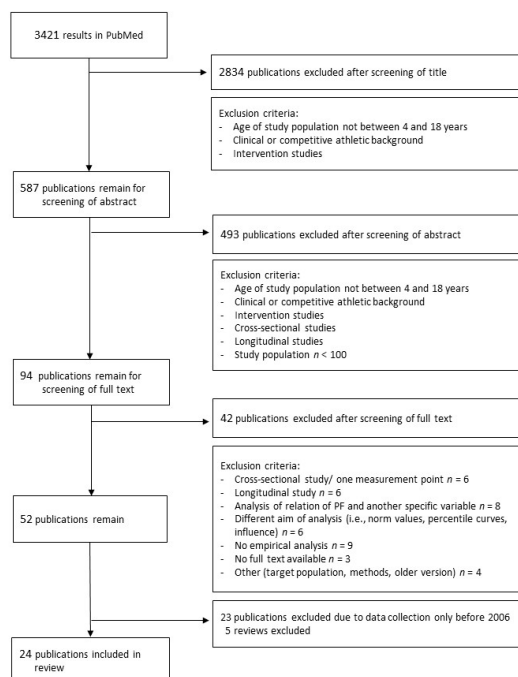 3421 results in PubMed
2834 publications excluded after screening of title
Exclusion criteria:
- Age of study population not between 4 and 18 years
- Clinical or competitive athletic background
- Intervention studies
587 publications remain for
screening of abstract
493 publications excluded after screening of abstract
Exclusion criteria:
- Age of study population not between 4 and 18 years
- Clinical or competitive athletic background
- Intervention studies
- Cross-sectional studies
- Longitudinal studies
- Study population n < 100
94 publications remain for
screening of full text
42 publications excluded after screening of full text
Exclusion criteria:
- Cross-sectional study/ one measurement point n = 6
- Longitudinal study n = 6
- Analysis of relation of PF and another specific variable n = 8
- Different aim of analysis (i.e., norm values, percentile curves,
influence) n = 6
- No empirical analysis n = 9
- No full text available n = 3
- Other (target population, methods, older version) n = 4
52 publications remain
23 publications excluded due to data collection only before 2006
5 reviews excluded
24 publications included in
review